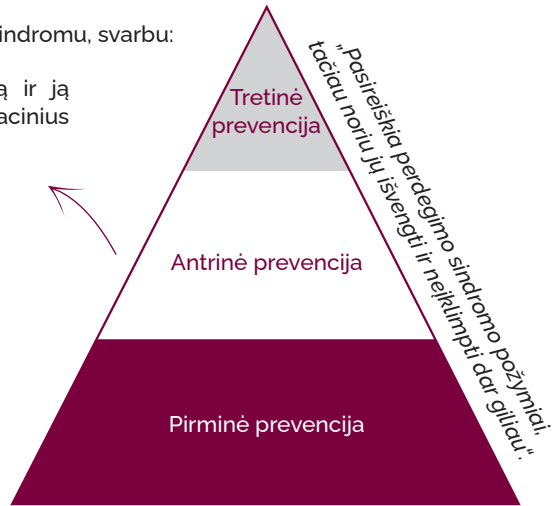 indromu, svarbu:
ą ir ją
acinius
Tretinė
prevencija
Antrinė prevencija
Pirminė prevencija
„Pasireiškia perdegimo sindromo požymiai,
tačiau noriu jų išvengti ir neįklimpti dar giliau“.